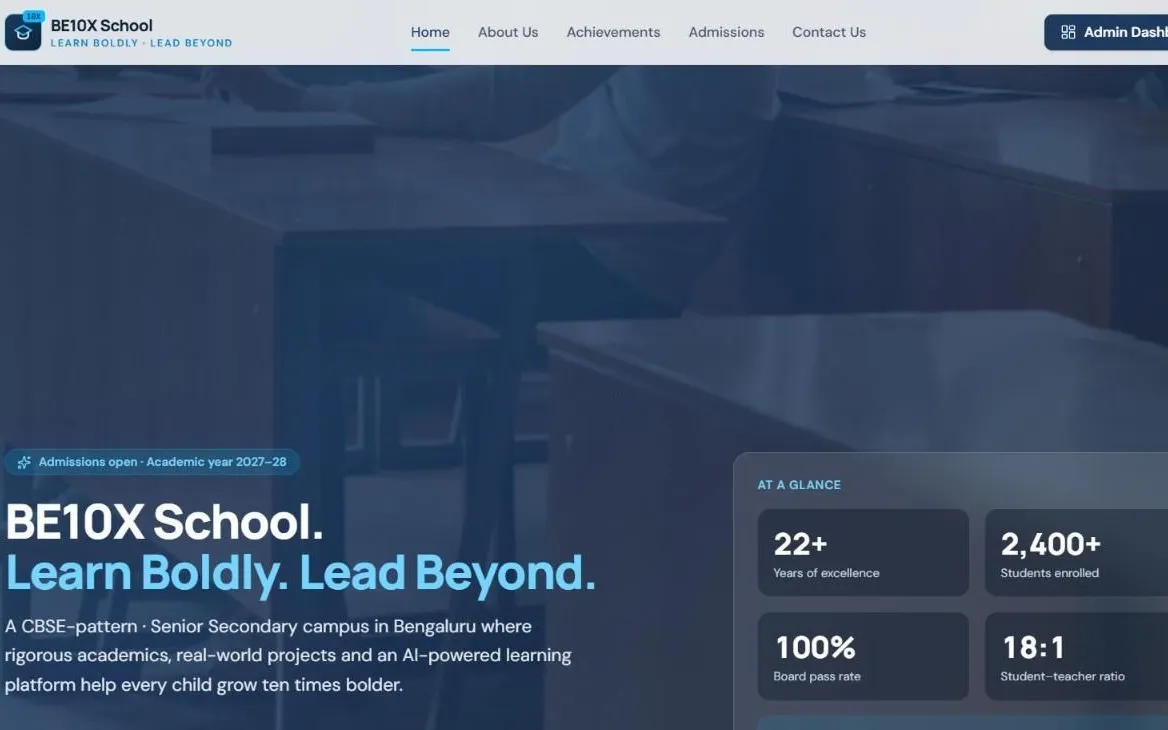 10X
BE10X School
LEARN BOLDLY · LEAD BEYOND
Home
About Us
Achievements
Admissions
Contact Us
Admin
Admissions open · Academic year 2027–28
BE10X School.
Learn Boldly. Lead Beyond.
A CBSE-pattern · Senior Secondary campus in Bengaluru where
rigorous academics, real-world projects and an AI-powered learning
platform help every child grow ten times bolder.
AT A GLANCE
22+
Years of excellence
2,400+
Students enrolled
100%
Board pass rate
18:1
Student–teacher ratio